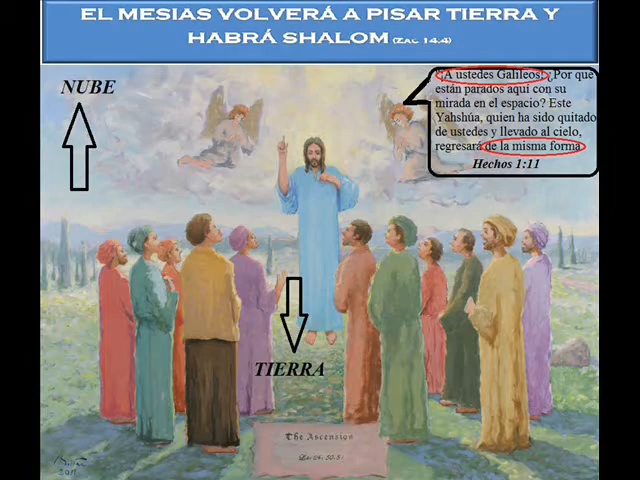 EL MESIAS VOLVERÁ A PISAR TIERRA Y
HABRÁ SHALOM (ZAC 14.4)
NUBE
"¡A ustedes Galileos! ¿Por qué
están parados aquí con su
mirada en el espacio? Este
Yahshúa, quien ha sido quitado
de ustedes y llevado al cielo,
regresará de la misma forma
Hechos 1:11
TIERRA
The Ascension
2011